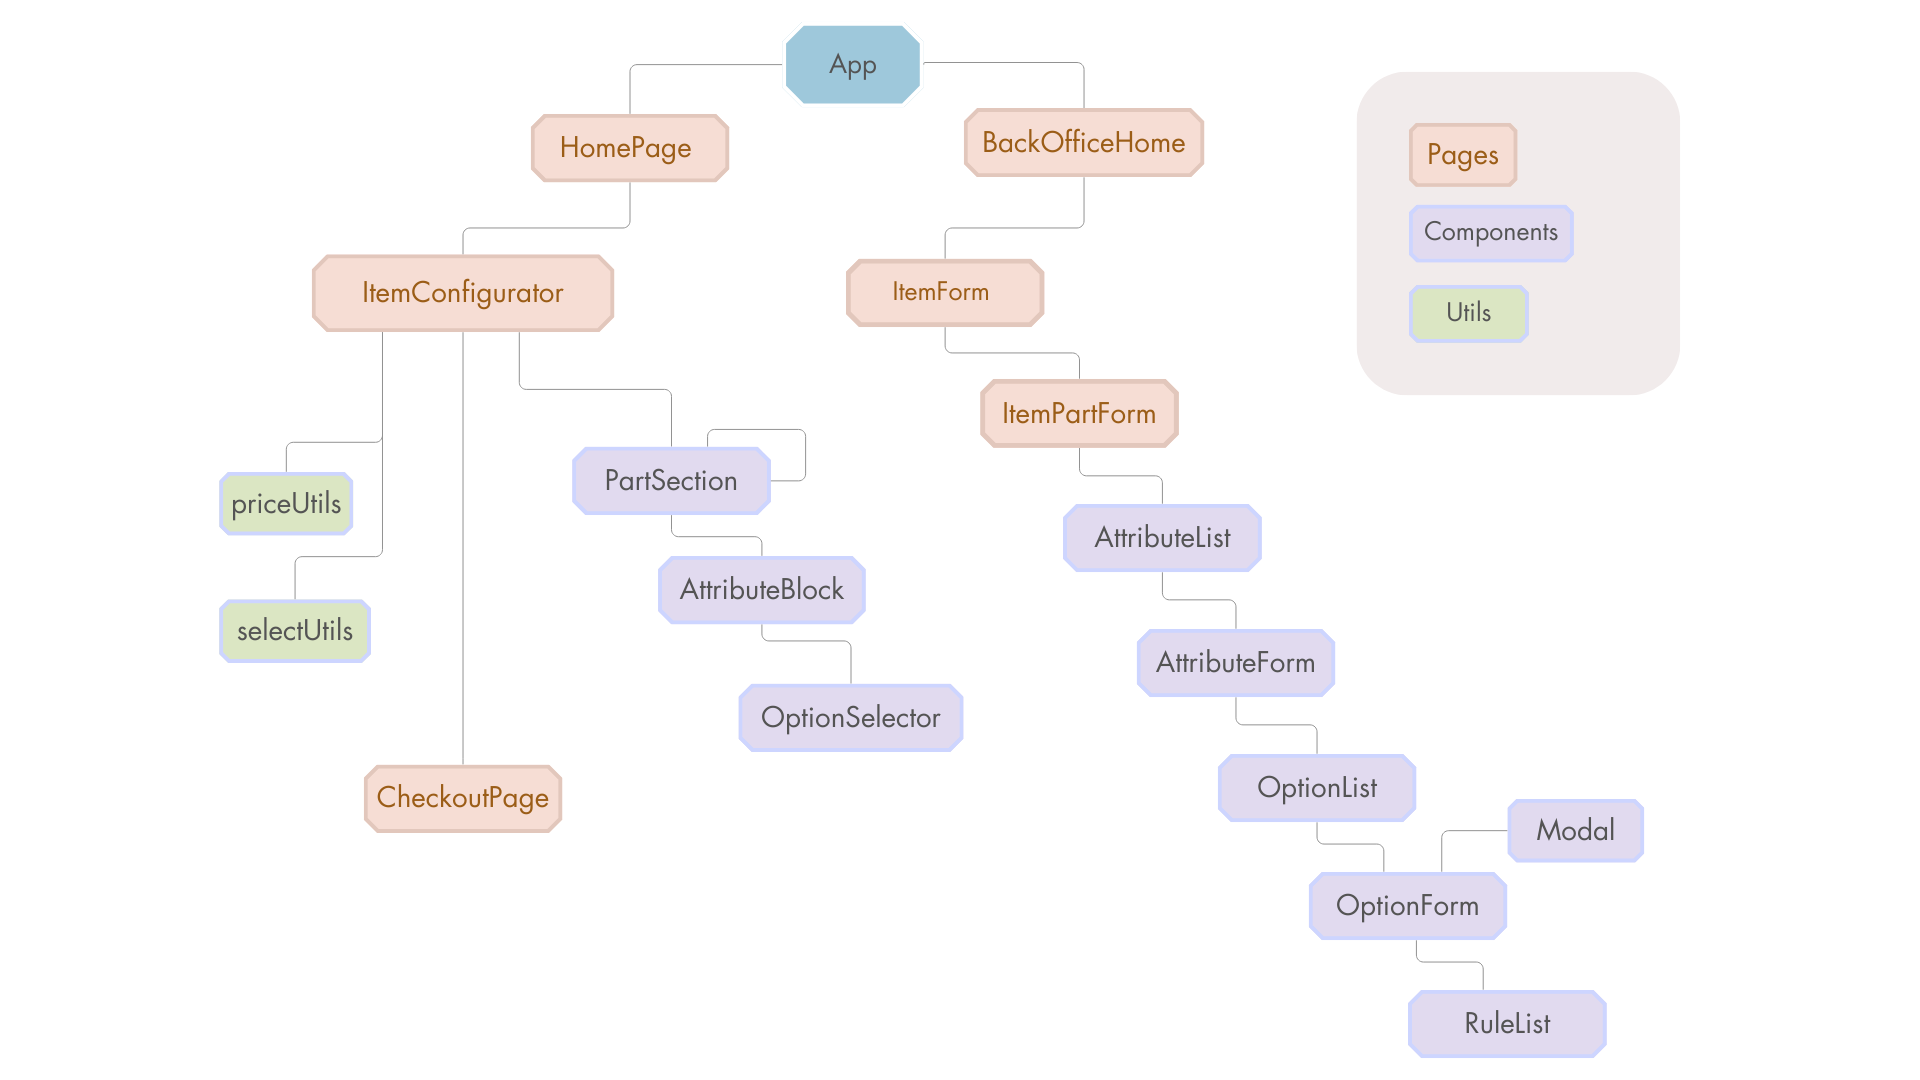 App
HomePage
BackOfficeHome
Pages
Components
Utils
ItemConfigurator
ItemForm
ItemPartForm
priceUtils
PartSection
AttributeList
selectUtils
AttributeBlock
AttributeForm
OptionSelector
CheckoutPage
OptionList
Modal
OptionForm
RuleList